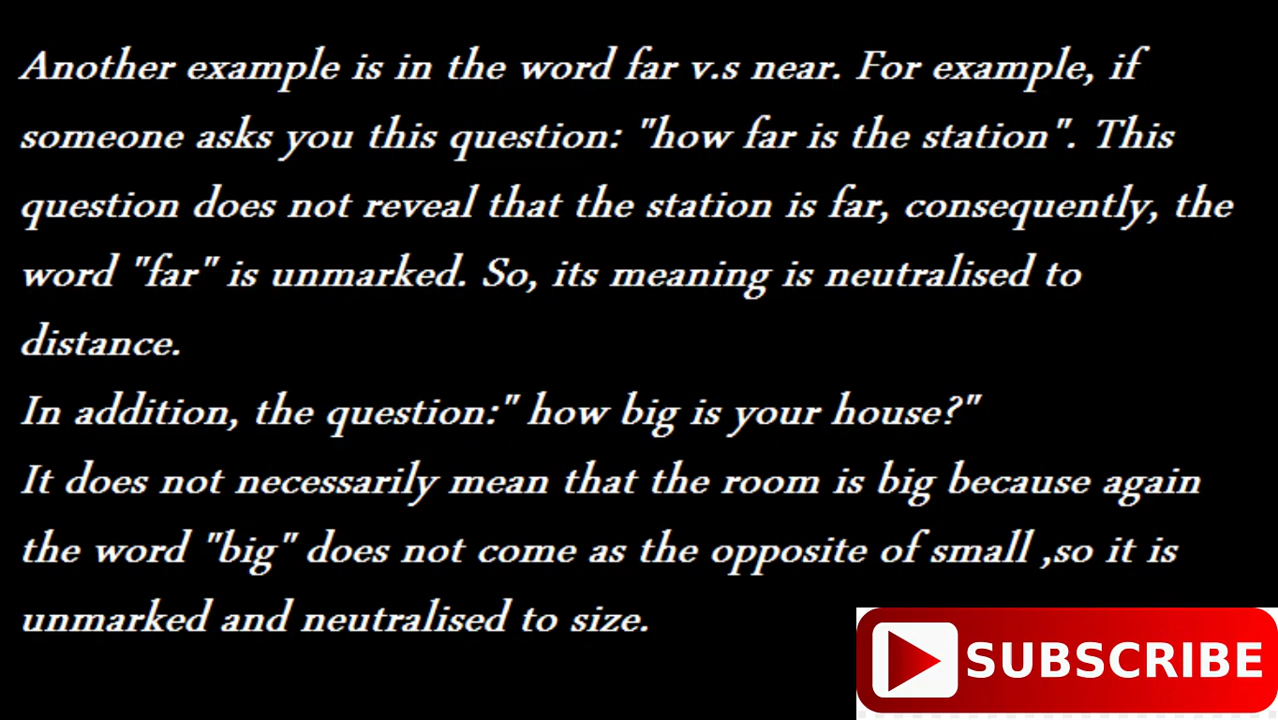 Another example is in the word far v.s near. For example, if
someone asks you this question: "how far is the station". This
question does not reveal that the station is far, consequently, the
word "far" is unmarked. So, its meaning is neutralised to
distance.
In addition, the question:" how big is your house?"
It does not necessarily mean that the room is big because again
the word "big" does not come as the opposite of small ,so it is
unmarked and neutralised to size.
SUBSCRIBE